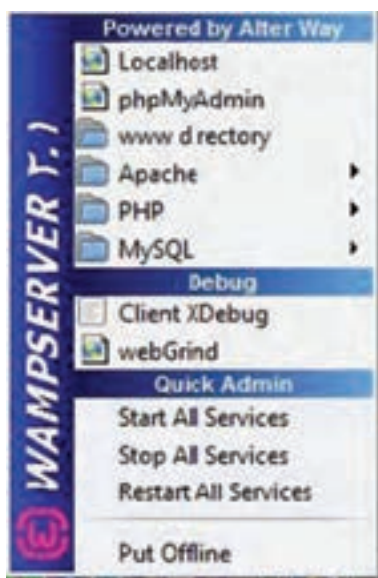 Powered by Alter Way
Localhost
phpMyAdmin
www directory
Apache
PHP
MySQL
Debug
Client XDebug
webGrind
Quick Admin
Start All Services
Stop All Services
Restart All Services
Put Offline
WAMPSERVER